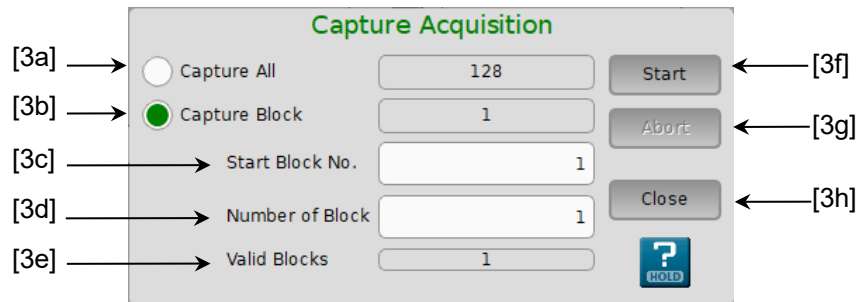 Capture Acquisition
[3a] Capture All 128 Start [3f]
[3b] Capture Block 1 Abort [3g]
[3c] Start Block No. 1
[3d] Number of Block 1 Close [3h]
[3e] Valid Blocks 1 ? HOLD